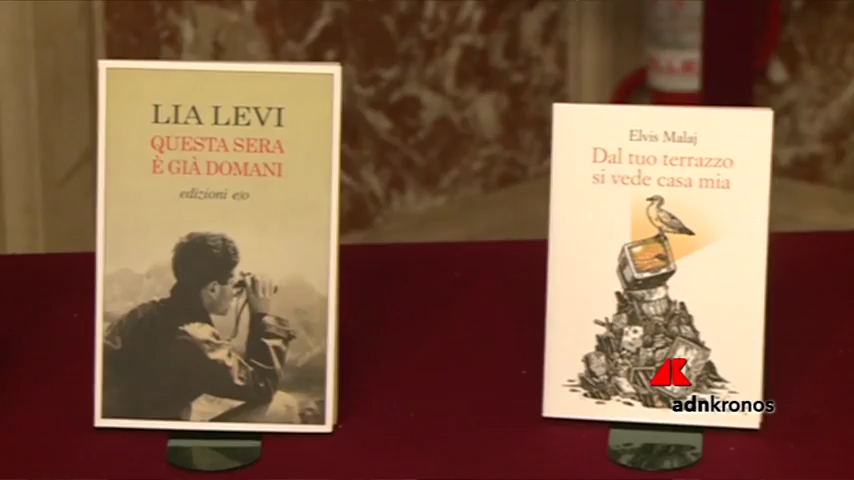 LIA LEVI
QUESTA SERA
È GIÀ DOMANI
edizioni e/o
Elvis Malaj
Dal tuo terrazzo
si vede casa mia
adnkronos